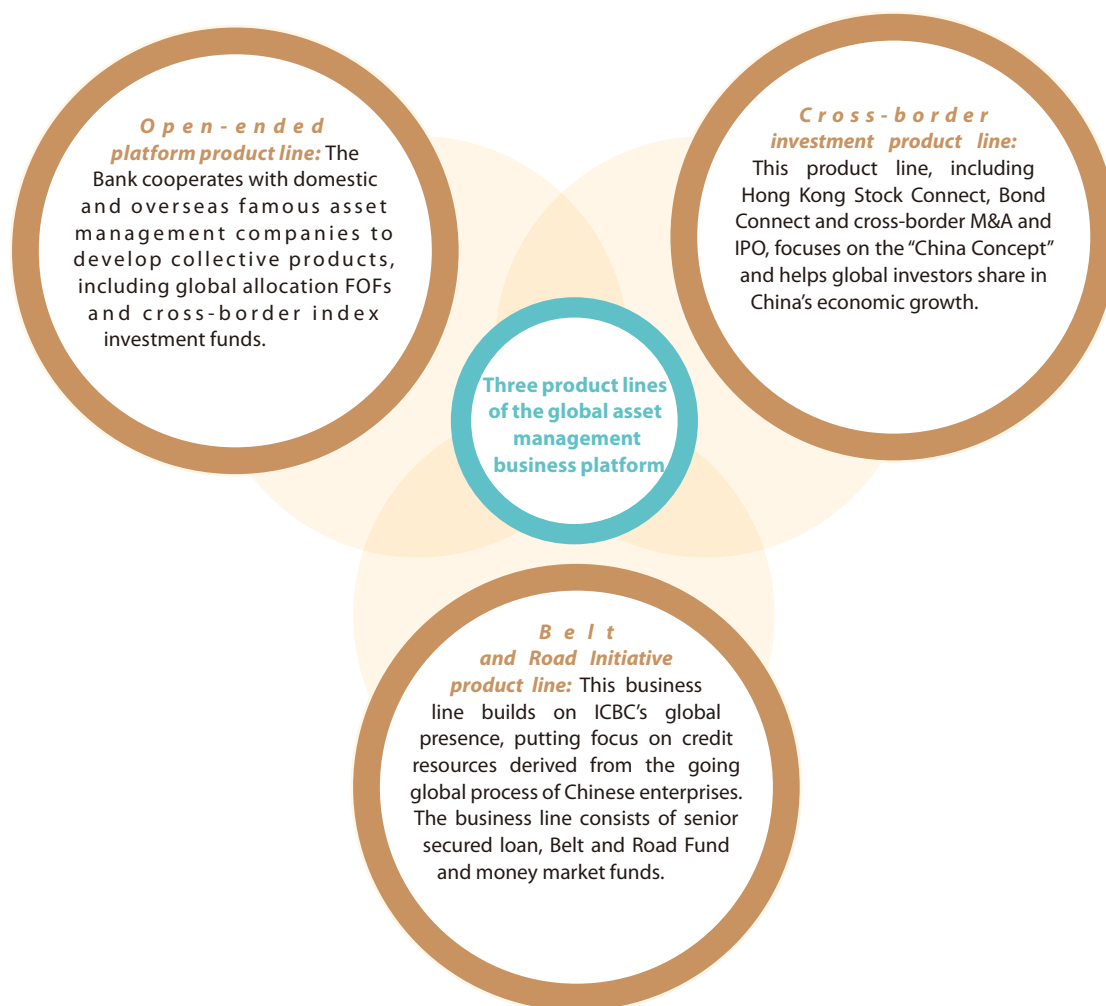 Open-ended
platform product line: The
Bank cooperates with domestic
and overseas famous asset
management companies to
develop collective products,
including global allocation FOFs
and cross-border index
investment funds.
Cross-border
investment product line:
This product line, including
Hong Kong Stock Connect, Bond
Connect and cross-border M&A and
IPO, focuses on the “China Concept”
and helps global investors share in
China’s economic growth.
Three product lines
of the global asset
management
business platform
Belt
and Road Initiative
product line: This business
line builds on ICBC’s global
presence, putting focus on credit
resources derived from the going
global process of Chinese enterprises.
The business line consists of senior
secured loan, Belt and Road Fund
and money market funds.